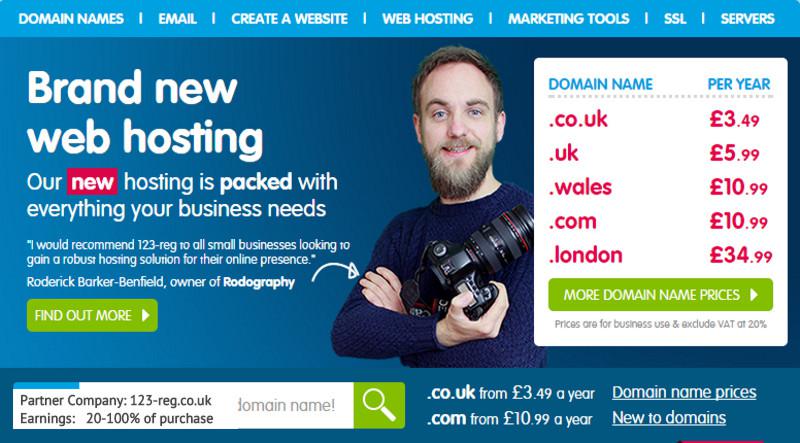 DOMAIN NAMES | EMAIL | CREATE A WEBSITE | WEB HOSTING | MARKETING TOOLS | SSL | SERVERS
Brand new
web hosting
Our new hosting is packed with
everything your business needs
"I would recommend 123-reg to all small businesses looking to
gain a robust hosting solution for their online presence."
Roderick Barker-Benfield, owner of Rodography
FIND OUT MORE
DOMAIN NAME PER YEAR
.co.uk £3.49
.uk £5.99
.wales £10.99
.com £10.99
.london £34.99
MORE DOMAIN NAME PRICES
Prices are for business use & exclude VAT at 20%
Partner Company: 123-reg.co.uk
Earnings: 20-100% of purchase
domain name!
.co.uk from £3.49 a year Domain name prices
.com from £10.99 a year New to domains